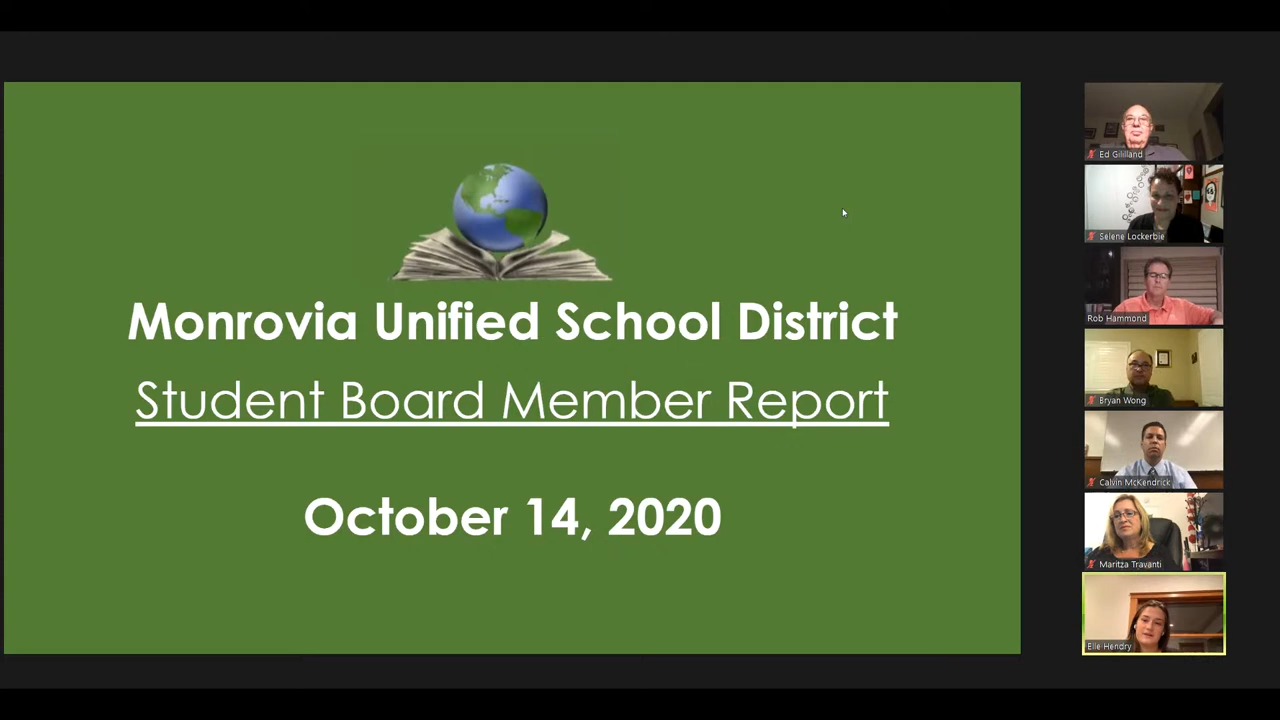 Monrovia Unified School District
Student Board Member Report
October 14, 2020
Ed Gililland
Selene Lockerbie
Rob Hammond
Bryan Wong
Calvin McKendrick
Maritza Travanti
Elle Hendry